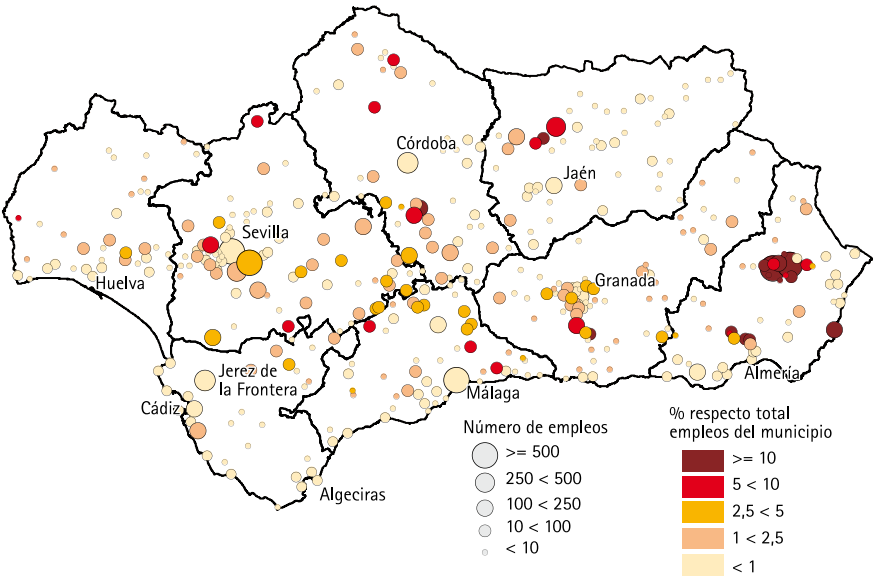 Córdoba
Jaén
Sevilla
Huelva
Granada
Jerez de
la Frontera
Cádiz
Málaga
Almería
Algeciras
Número de empleos
>= 500
250 < 500
100 < 250
10 < 100
< 10
% respecto total
empleos del municipio
>= 10
5 < 10
2,5 < 5
1 < 2,5
< 1